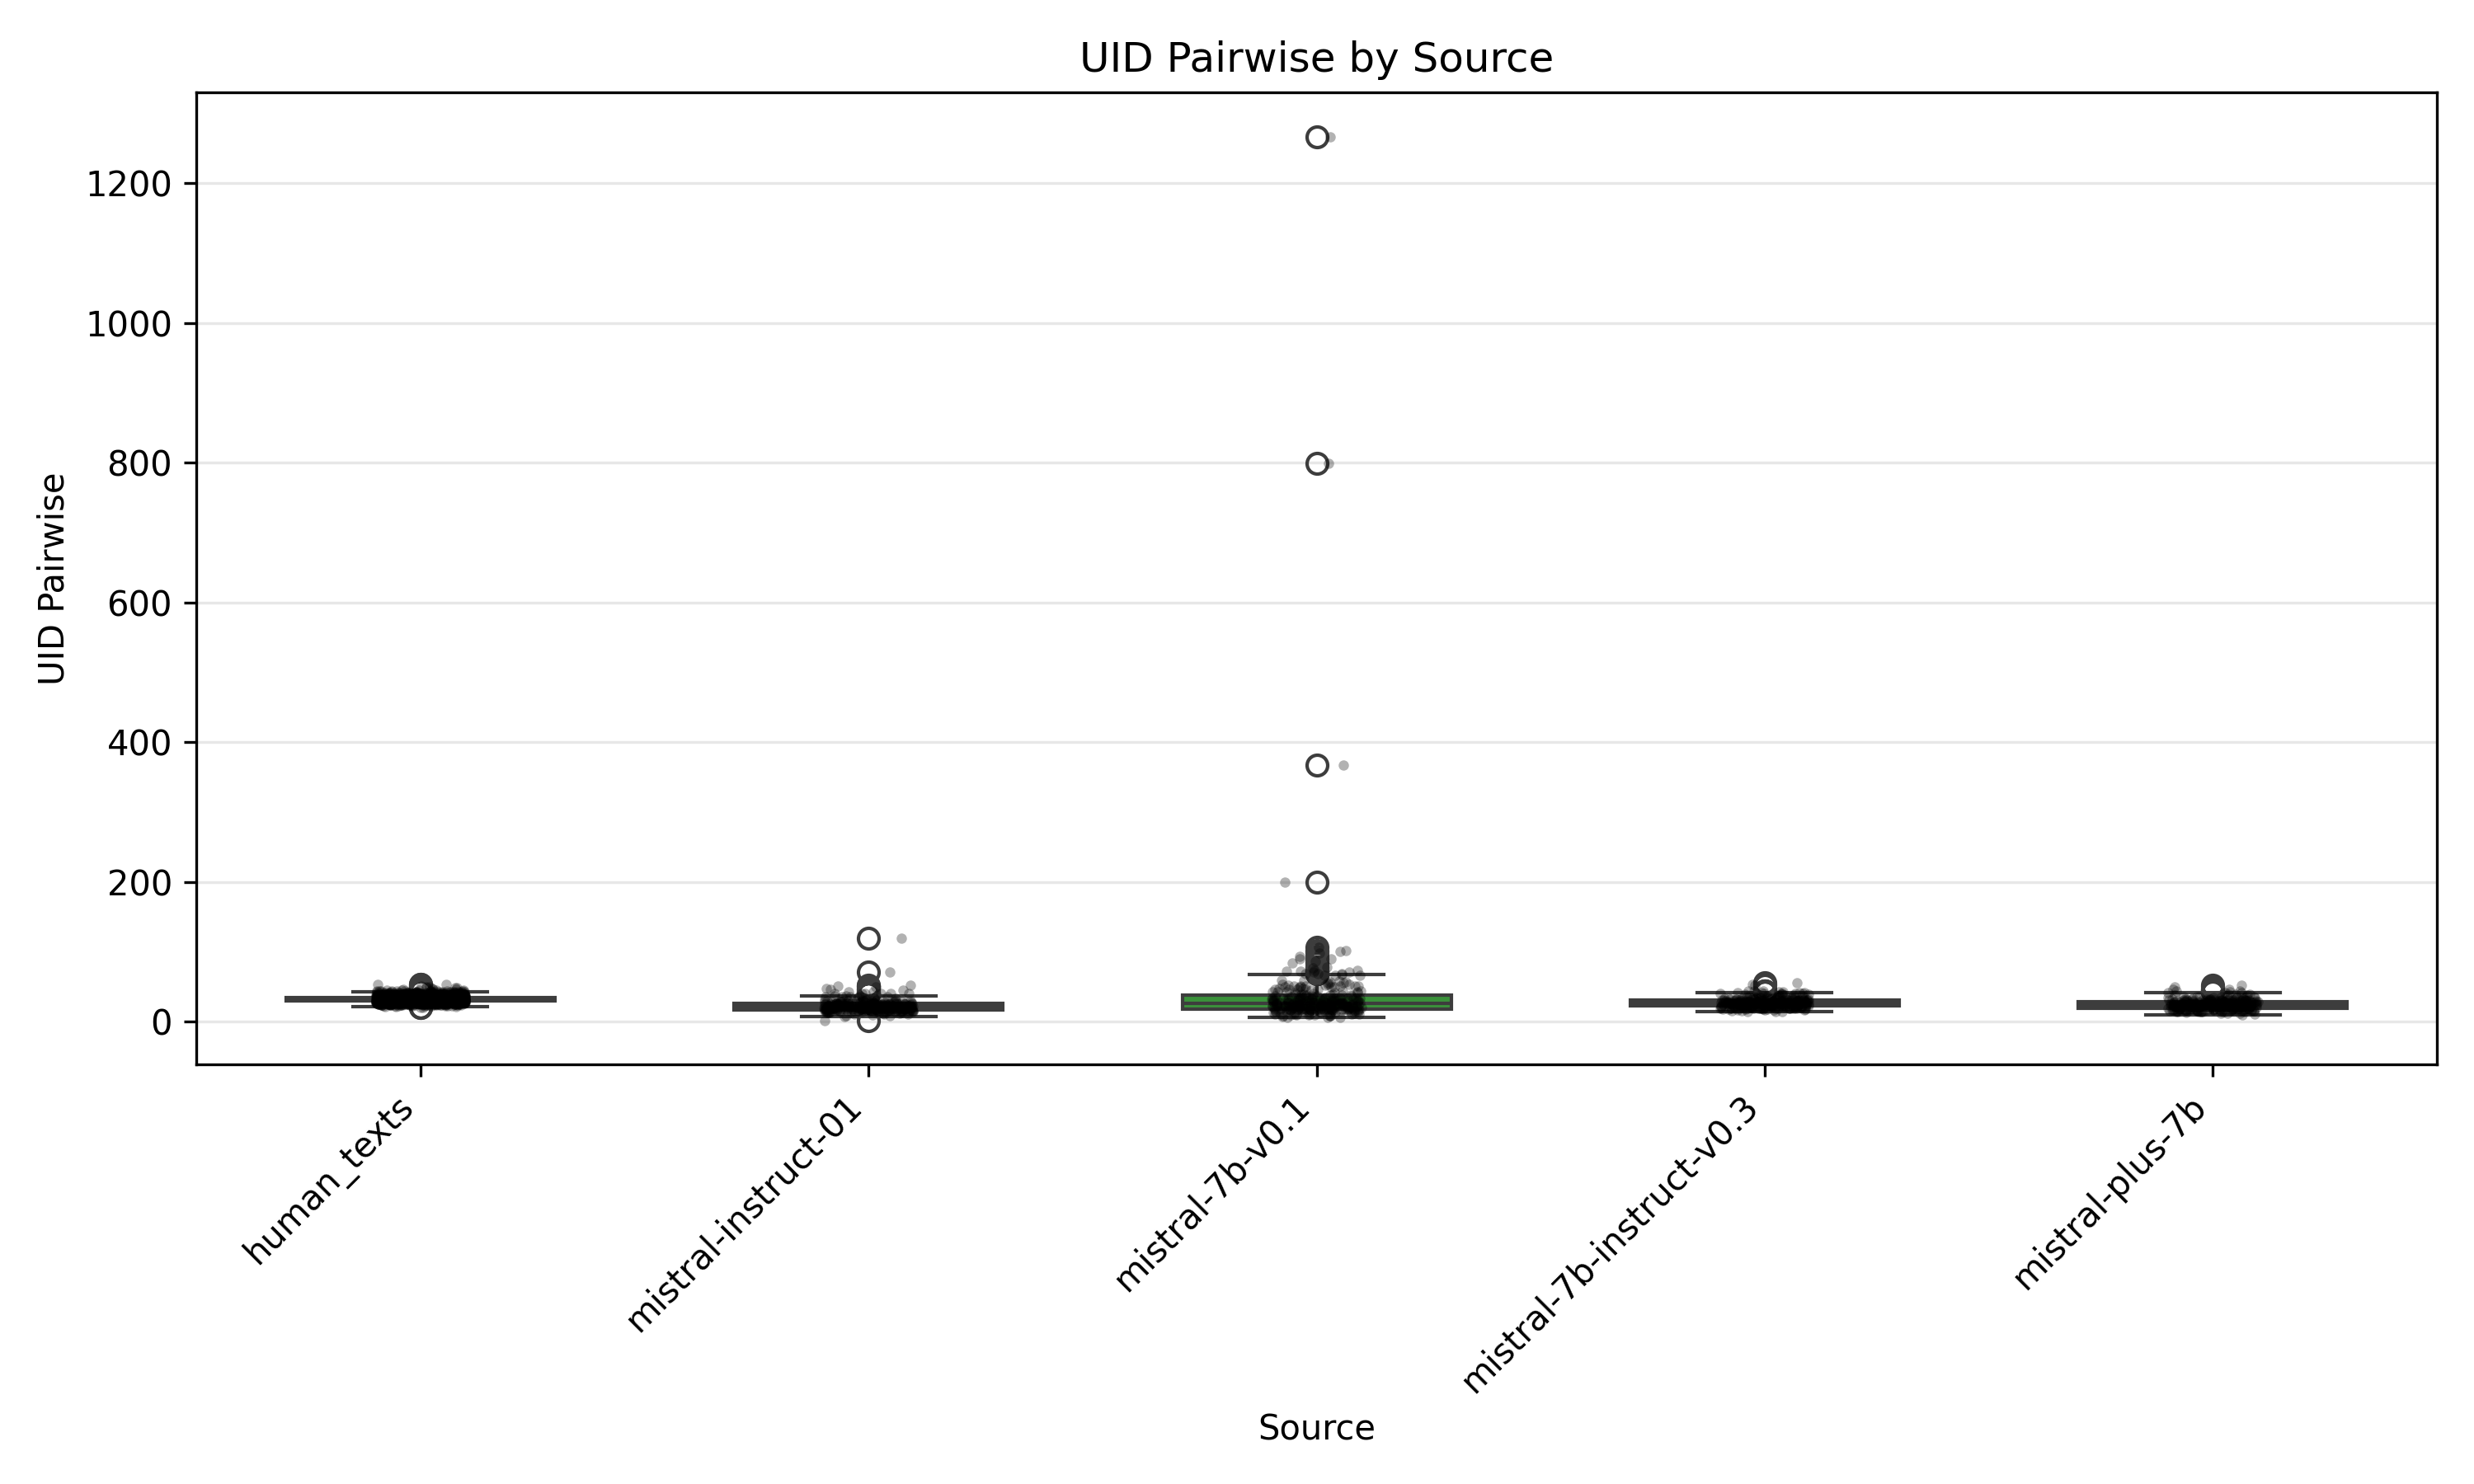 UID Pairwise by Source
UID Pairwise
1200
1000
800
600
400
200
0
human_texts
mistral-instruct-01
mistral-7b-v0.1
mistral-7b-instruct-v0.3
mistral-plus-7b
Source